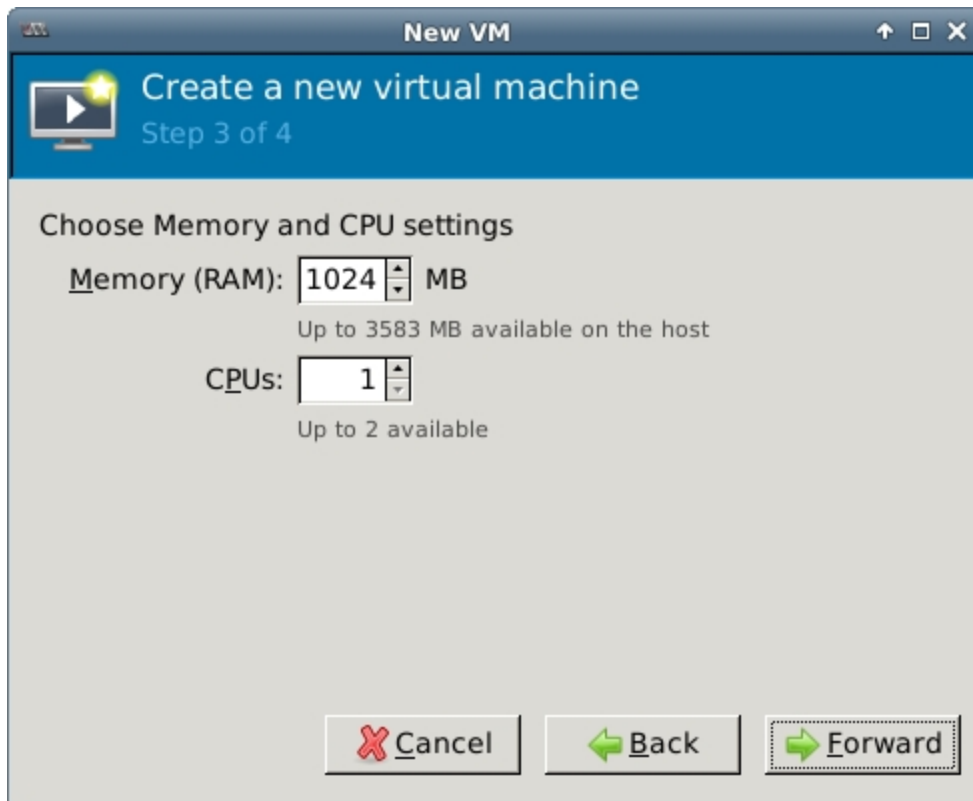 New VM
Create a new virtual machine
Step 3 of 4
Choose Memory and CPU settings
Memory (RAM): 1024 MB
Up to 3583 MB available on the host
CPUs: 1
Up to 2 available
Cancel Back Forward